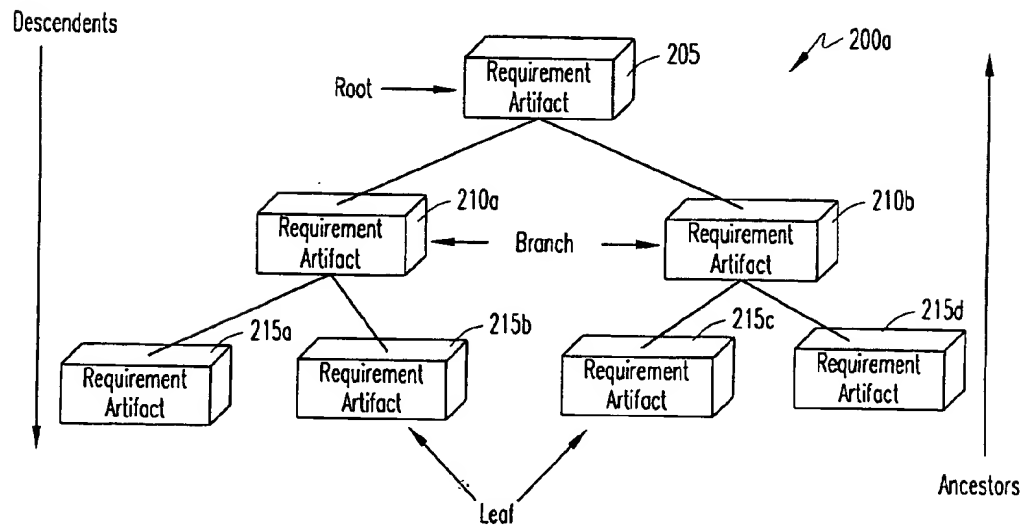 Descendents
200a
205
Root
Requirement
Artifact
210a
210b
Requirement
Artifact
Branch
Requirement
Artifact
215a
215b
215c
215d
Requirement
Artifact
Requirement
Artifact
Requirement
Artifact
Requirement
Artifact
Leaf
Ancestors